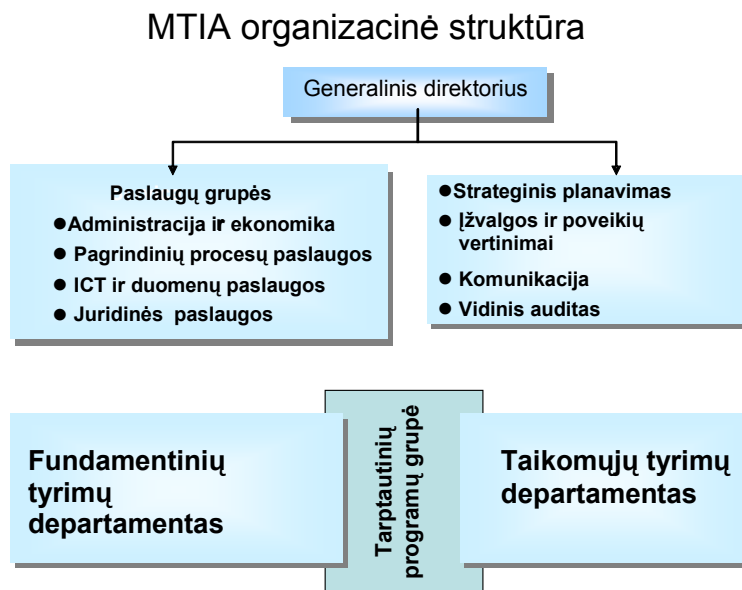 MTIA organizacinė struktūra
Generalinis direktorius
Paslaugų grupės
●Administracija ir ekonomika
● Pagrindinių procesų paslaugos
● ICT ir duomenų paslaugos
● Juridinės paslaugos
●Strateginis planavimas
● Įžvalgos ir poveikių
vertinimai
● Komunikacija
● Vidinis auditas
Fundamentinių
tyrimų
departamentas
Tarptautinių
programų grupė
Taikomųjų tyrimų
departamentas